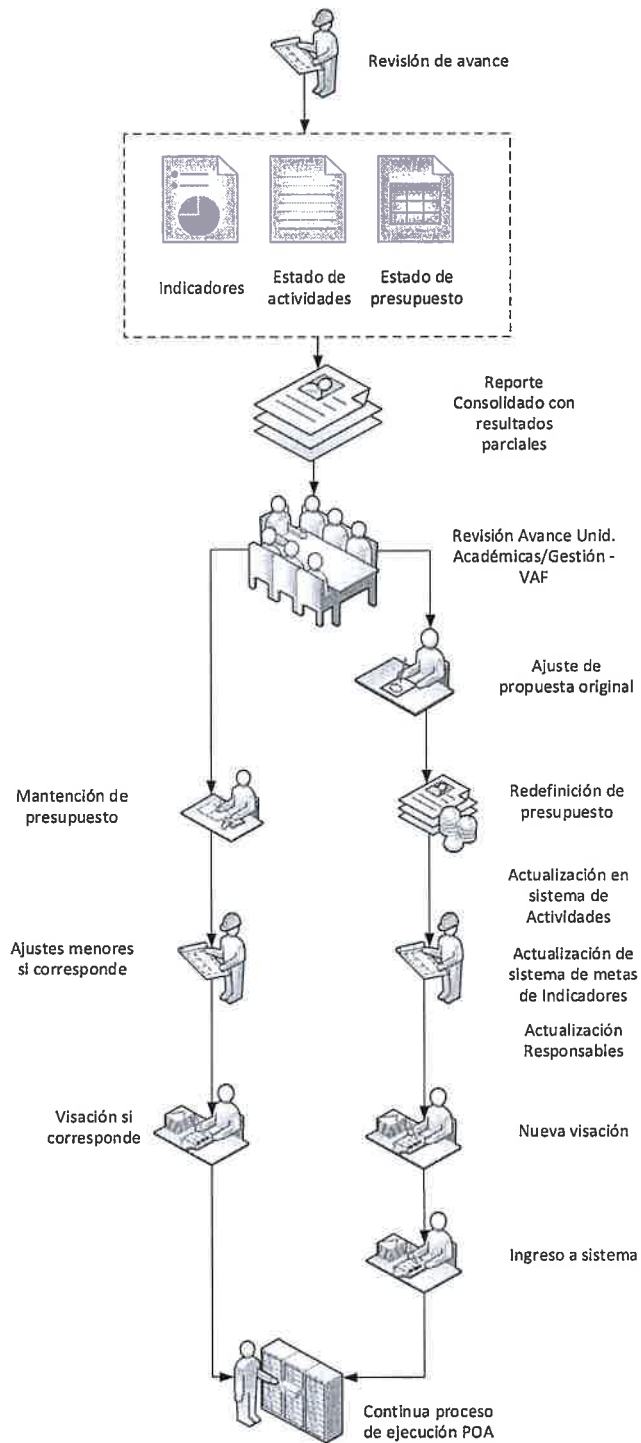 Revisión de avance
Indicadores
Estado de
actividades
Estado de
presupuesto
Reporte
Consolidado con
resultados
parciales
Revisión Avance Unid.
Académicas/Gestión -
VAF
Ajuste de
propuesta original
Mantención de
presupuesto
Redefinición de
presupuesto
Actualización en
sistema de
Actividades
Ajustes menores
si corresponde
Actualización de
sistema de metas
de Indicadores
Actualización
Responsables
Visación si
corresponde
Nueva visación
Ingreso a sistema
Continua proceso
de ejecución POA